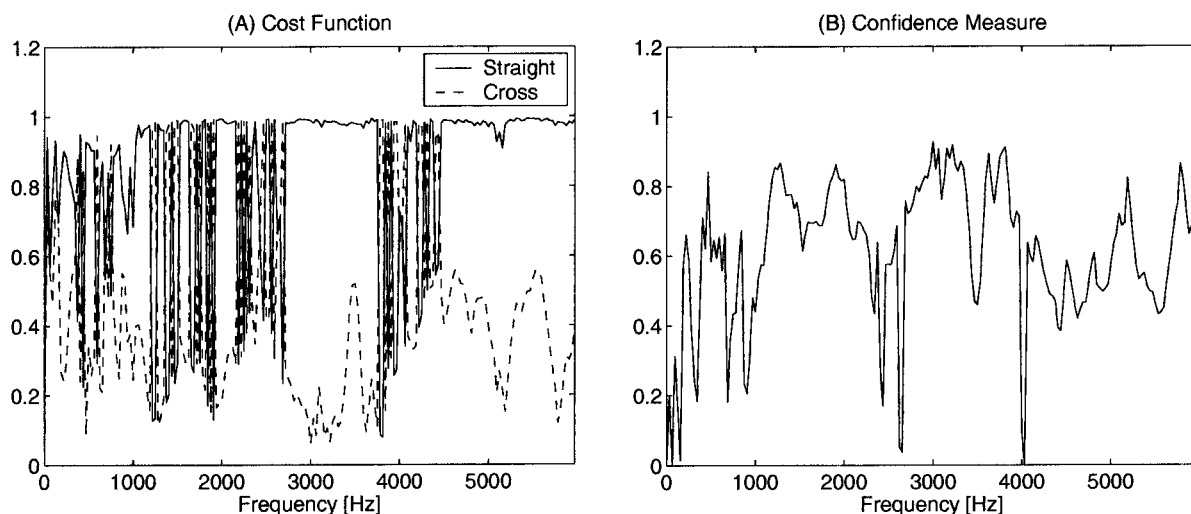 (A) Cost Function
1.2
1
0.8
0.6
0.4
0.2
0
Straight
Cross
0 1000 2000 3000 4000 5000
Frequency [Hz]
(B) Confidence Measure
1.2
1
0.8
0.6
0.4
0.2
0
0 1000 2000 3000 4000 5000
Frequency [Hz]